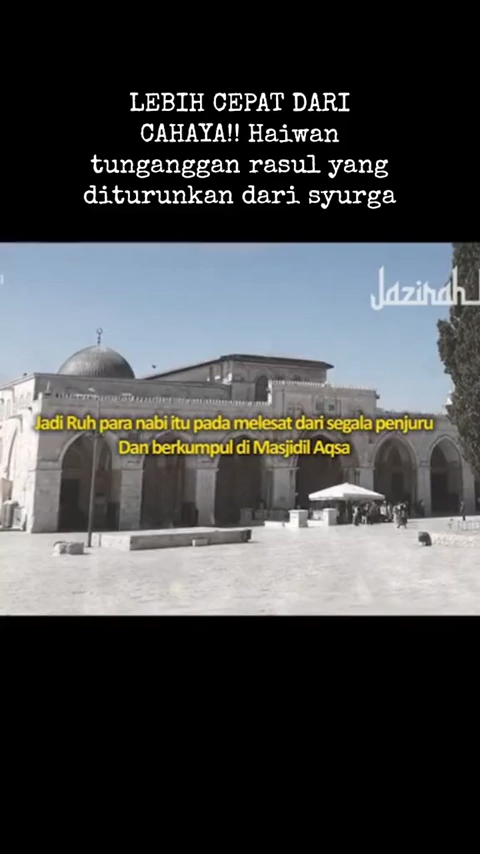 LEBIH CEPAT DARI
CAHAYA!! Haiwan
tunganggan rasul yang
diturunkan dari syurga
Jazirah
Jadi Ruh para nabi itu pada melesat dari segala penjuru
Dan berkumpul di Masjidil Aqsa